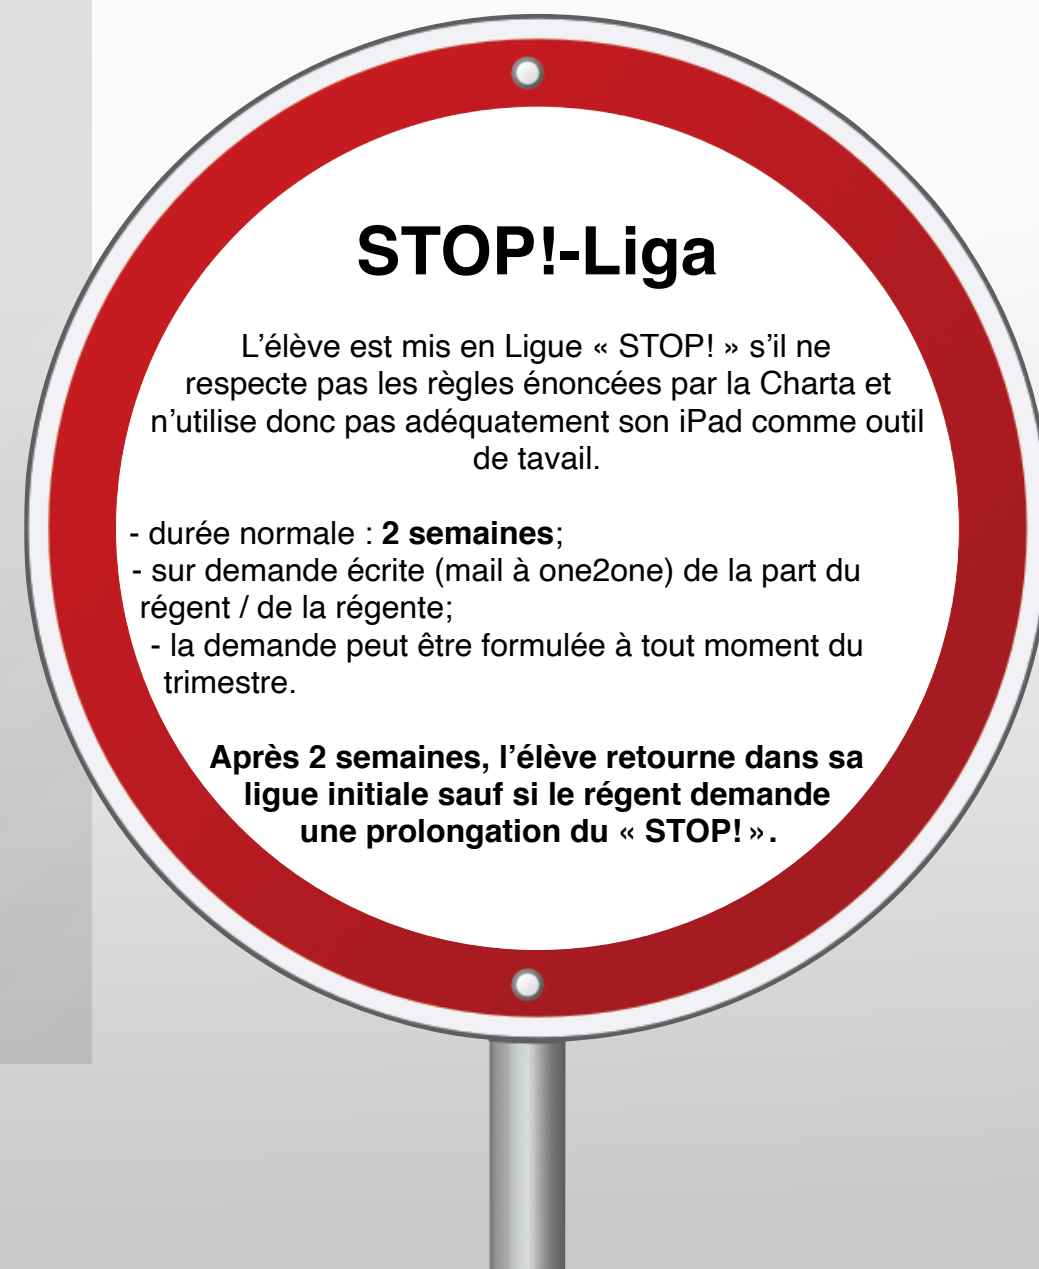 STOP!-Liga
L’élève est mis en Ligue « STOP! » s’il ne
respecte pas les règles énoncées par la Charta et
n’utilise donc pas adéquatement son iPad comme outil
de tavail.
- durée normale : 2 semaines;
- sur demande écrite (mail à one2one) de la part du
régent / de la régente;
- la demande peut être formulée à tout moment du
trimestre.
Après 2 semaines, l’élève retourne dans sa
ligue initiale sauf si le régent demande
une prolongation du « STOP! ».